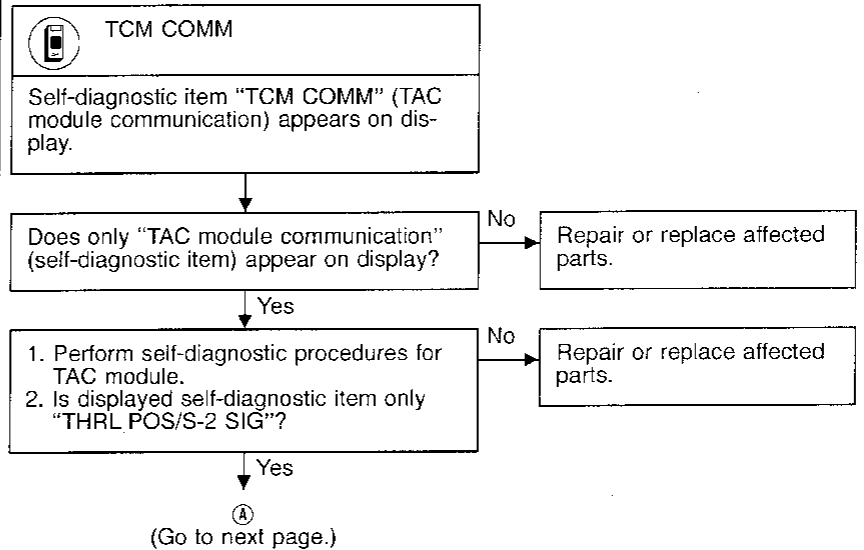 TCM COMM
Self-diagnostic item “TCM COMM” (TAC
module communication) appears on dis-
play.
Does only “TAC module communication”
(self-diagnostic item) appear on display?
No
Repair or replace affected
parts.
Yes
1. Perform self-diagnostic procedures for
TAC module.
2. Is displayed self-diagnostic item only
“THRL POS/S-2 SIG”?
No
Repair or replace affected
parts.
Yes
Ⓐ
(Go to next page.)